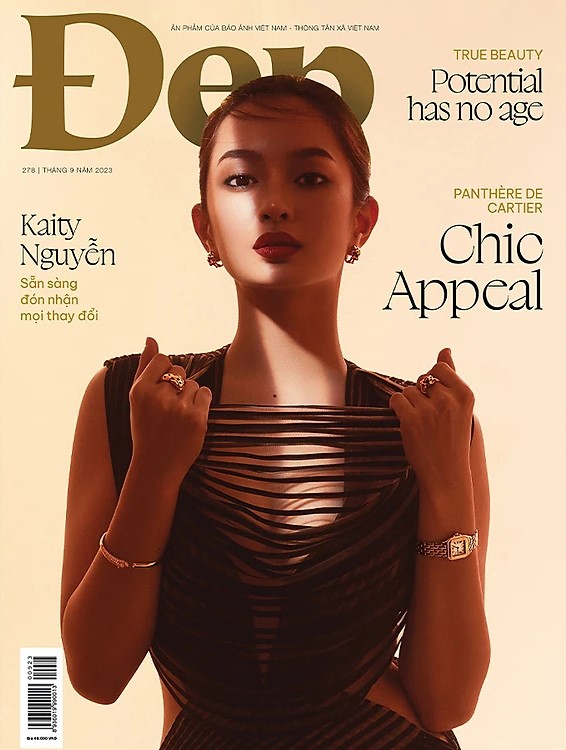 ẤN PHẨM CỦA BÁO ẢNH VIỆT NAM - THÔNG TẤN XÃ VIỆT NAM
Đẹp
278 | THÁNG 9 NĂM 2023
TRUE BEAUTY
Potential
has no age
PANTHÈRE DE
CARTIER
Chic
Appeal
Kaity
Nguyễn
Sẵn sàng
đón nhận
mọi thay đổi
00923